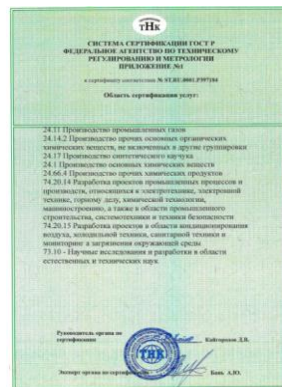 ТНК
СИСТЕМА СЕРТИФИКАЦИИ ГОСТ Р
ФЕДЕРАЛЬНОЕ АГЕНТСТВО ПО ТЕХНИЧЕСКОМУ
РЕГУЛИРОВАНИЮ И МЕТРОЛОГИИ
ПРИЛОЖЕНИЕ №1
к сертификату соответствия №
Область сертификации услуг:
24.11 Производство промышленных газов
24.14.2 Производство прочих основных органических
химических веществ, не включенных в другие группировки
24.17 Производство синтетического каучука
24.1 Производство основных химических веществ
24.66.4 Производство прочих химических продуктов
74.20.14 Разработка проектов промышленных процессов и
производств, относящихся к электротехнике, электронной
технике, горному делу, химической технологии,
машиностроению, а также в области промышленного
строительства, системотехники и техники безопасности
74.20.15 Разработка проектов в области кондиционирования
воздуха, холодильной техники, санитарной техники и
мониторинг а загрязнения окружающей среды
73.10 - Научные исследования и разработки в области
естественных и технических наук
Руководитель органа по
сертификации
Кайгородов Д.В.
ТНК
Эксперт органа по сертификации
А.Ю.